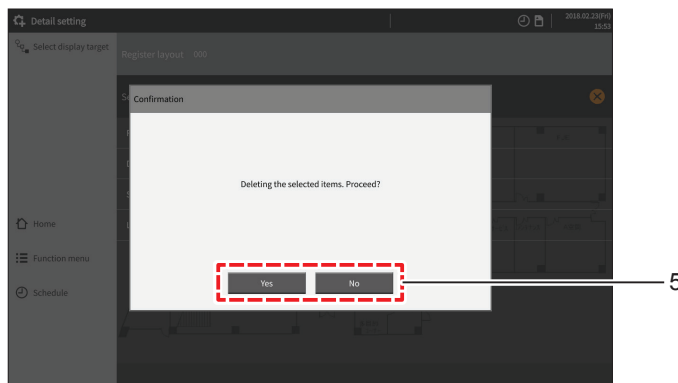 Detail setting
2018.02.23(Fri)
15:53
Select display target
Register layout 000
Confirmation
Deleting the selected items. Proceed?
Home
Function menu
Yes
No
5
Schedule